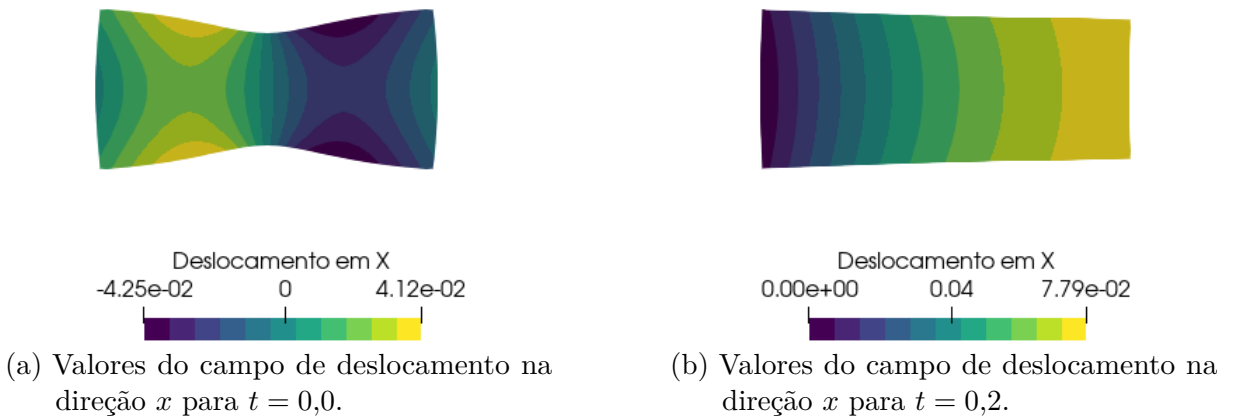 Deslocamento em X
-4.25e-02 0 4.12e-02
(a) Valores do campo de deslocamento na
direção x para t = 0,0.
Deslocamento em X
0.00e+00 0.04 7.79e-02
(b) Valores do campo de deslocamento na
direção x para t = 0,2.